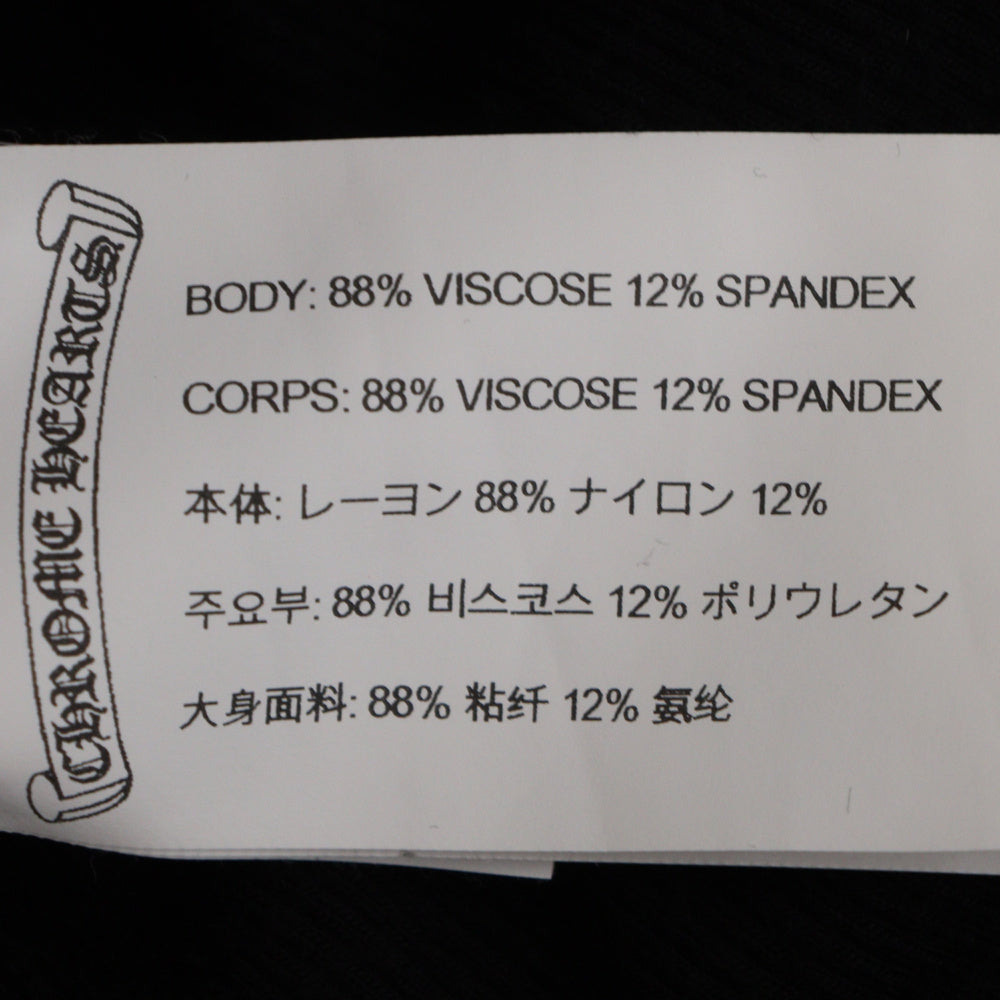 CHROME HEARTS
BODY: 88% VISCOSE 12% SPANDEX
CORPS: 88% VISCOSE 12% SPANDEX
本体: レーヨン 88% ナイロン 12%
주요부: 88% 비스코스 12% ポリウレタン
大身面料: 88% 粘纤 12% 氨纶